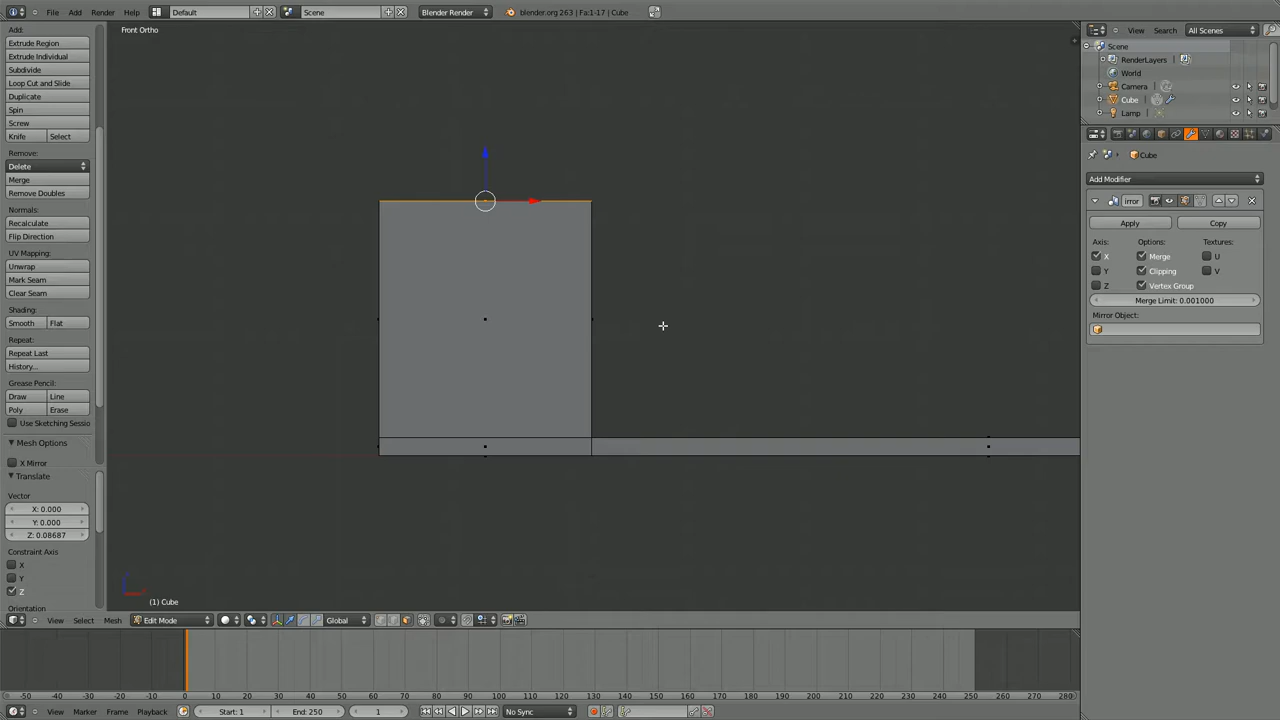 File Add Render Help Default Scene Blender Render blender.org 263 | Fa:1-17 | Cube
Add:
Extrude Region
Extrude Individual
Subdivide
Loop Cut and Slide
Duplicate
Spin
Screw
Knife Select
Remove:
Delete
Merge
Remove Doubles
Normals:
Recalculate
Flip Direction
UV Mapping:
Unwrap
Mark Seam
Clear Seam
Shading:
Smooth Flat
Repeat:
Repeat Last
History...
Grease Pencil:
Draw Line
Poly Erase
Use Sketching Sessio
Mesh Options
X Mirror
Translate
Vector
X: 0.000
Y: 0.000
Z: 0.08687
Constraint Axis
X
Y
Z
Orientation
Front Ortho
(1) Cube
View Select Mesh Edit Mode Global
-50 -40 -30 -20 -10 0 10 20 30 40 50 60 70 80 90 100 110 120 130 140 150 160 170 180 190 200 210 220 230 240 250 260 270 280
View Marker Frame Playback Start: 1 End: 250 1 No Sync
View Search All Scenes
Scene
RenderLayers
World
Camera
Cube
Lamp
Cube
Add Modifier
irror
Apply Copy
Axis: Options: Textures:
X Merge U
Y Clipping V
Z Vertex Group
Merge Limit: 0.001000
Mirror Object: